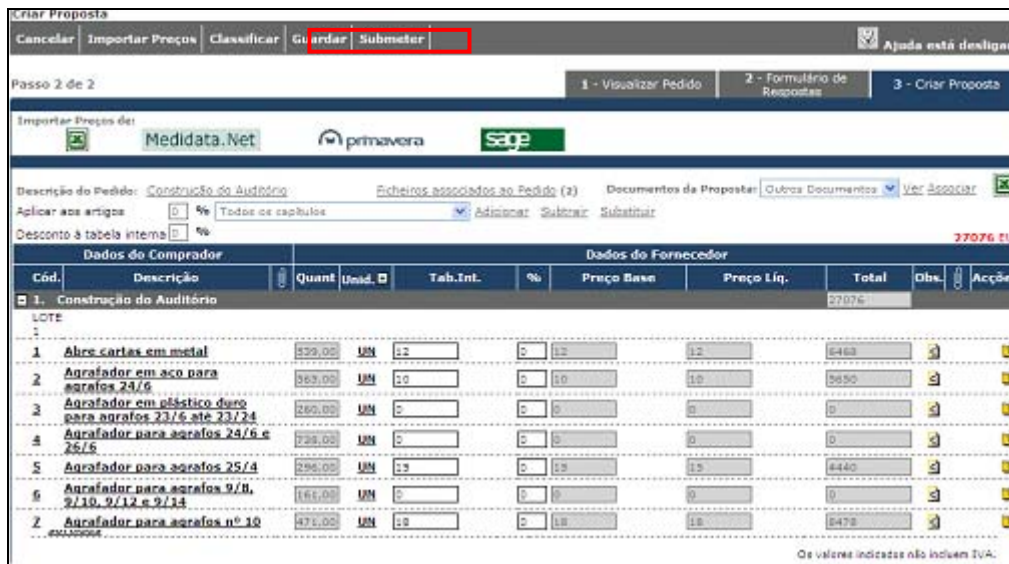 Criar Proposta
Cancelar Importar Preços Classificar Guardar Submeter Ajuda está desliga
Passo 2 de 2 1 - Visualizar Pedido 2 - Formulário de Respostas 3 - Criar Proposta
Importar Preços de:
Medidata.Net primavera sage
Descrição do Pedido: Construção do Auditório Ficheiros associados ao Pedido (2) Documentos da Proposta: Outros Documentos Ver Associar
Aplicar aos artigos 0 % Todos os capítulos Adicionar Subtrair Substituir
Desconto à tabela interna 0 %
27076 EU
Dados do Comprador Dados do Fornecedor
Cód. Descrição Quant Unid. Tab.Int. % Preço Base Preço Líq. Total Obs. Acçõe
1. Construção do Auditório 27076
LOTE
1
1 Abre cartas em metal 539,00 UN 12 0 12 12 6468
2 Agrafador em aço para agrafos 24/6 UN 10 0 10 10
3 Agrafador em plástico duro para agrafos 23/6 até 23/24 260,00 UN 0 0 0 0 0
4 Agrafador para agrafos 24/6 e 26/6 UN 0 0 0 0 0
5 Agrafador para agrafos 25/4 296,00 UN 15 0 15 15 4440
6 Agrafador para agrafos 9/8, 9/10, 9/12 e 9/14 161,00 UN 0 0 0 0 0
7 Agrafador para agrafos nº 10 471,00 UN 18 0 18 18 8478
Os valores indicados não incluem IVA.